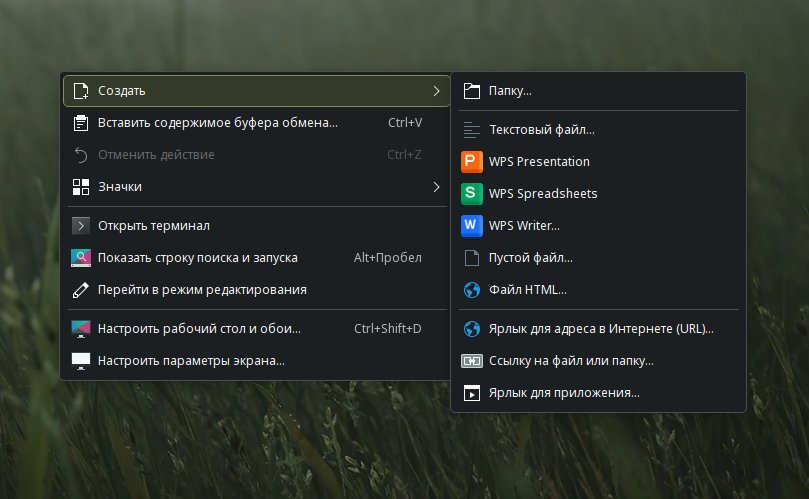 Создать
Вставить содержимое буфера обмена... Ctrl+V
Отменить действие Ctrl+Z
Значки
Открыть терминал
Показать строку поиска и запуска Alt+Пробел
Перейти в режим редактирования
Настроить рабочий стол и обои... Ctrl+Shift+D
Настроить параметры экрана...
Папку...
Текстовый файл...
P WPS Presentation
S WPS Spreadsheets
W WPS Writer...
Пустой файл...
Файл HTML...
Ярлык для адреса в Интернете (URL)...
Ссылку на файл или папку...
Ярлык для приложения...